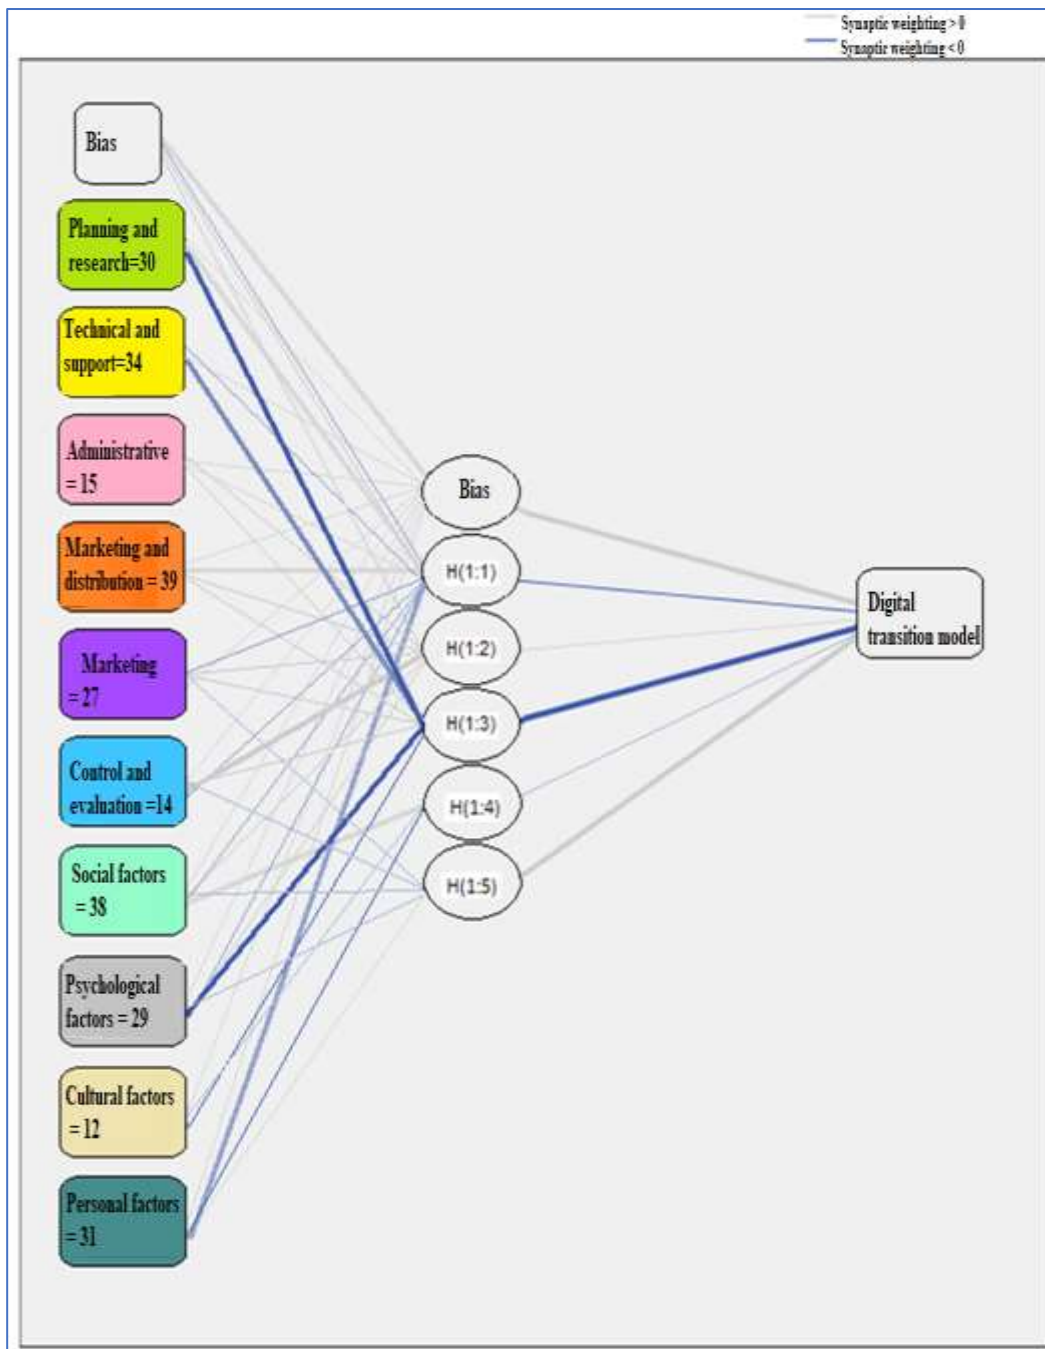 Synaptic weighting > 0
Synaptic weighting < 0
Bias
Planning and
research=30
Technical and
support=34
Administrative
= 15
Marketing and
distribution = 39
Marketing
= 27
Control and
evaluation =14
Social factors
= 38
Psychological
factors = 29
Cultural factors
= 12
Personal factors
= 31
Bias
H(1:1)
H(1:2)
H(1:3)
H(1:4)
H(1:5)
Digital
transition model